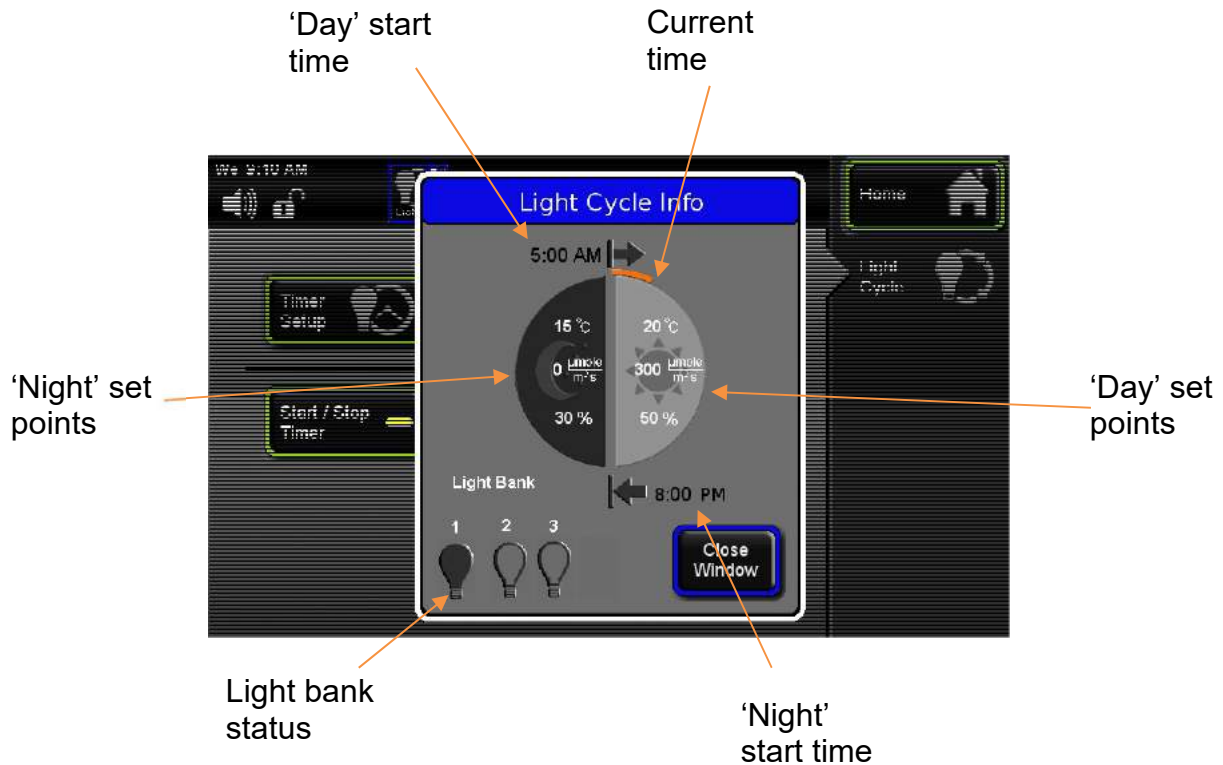 ‘Day’ start
time
Current
time
We 9:10 AM
Light Cycle Info
Home
5:00 AM
Light
Cycle
Timer
Setup
15 °C
20 °C
0 µmole/m²s
300 µmole/m²s
‘Night’ set
points
‘Day’ set
points
30 %
50 %
Start / Stop
Timer
Light Bank
8:00 PM
1 2 3
Close
Window
Light bank
status
‘Night’
start time